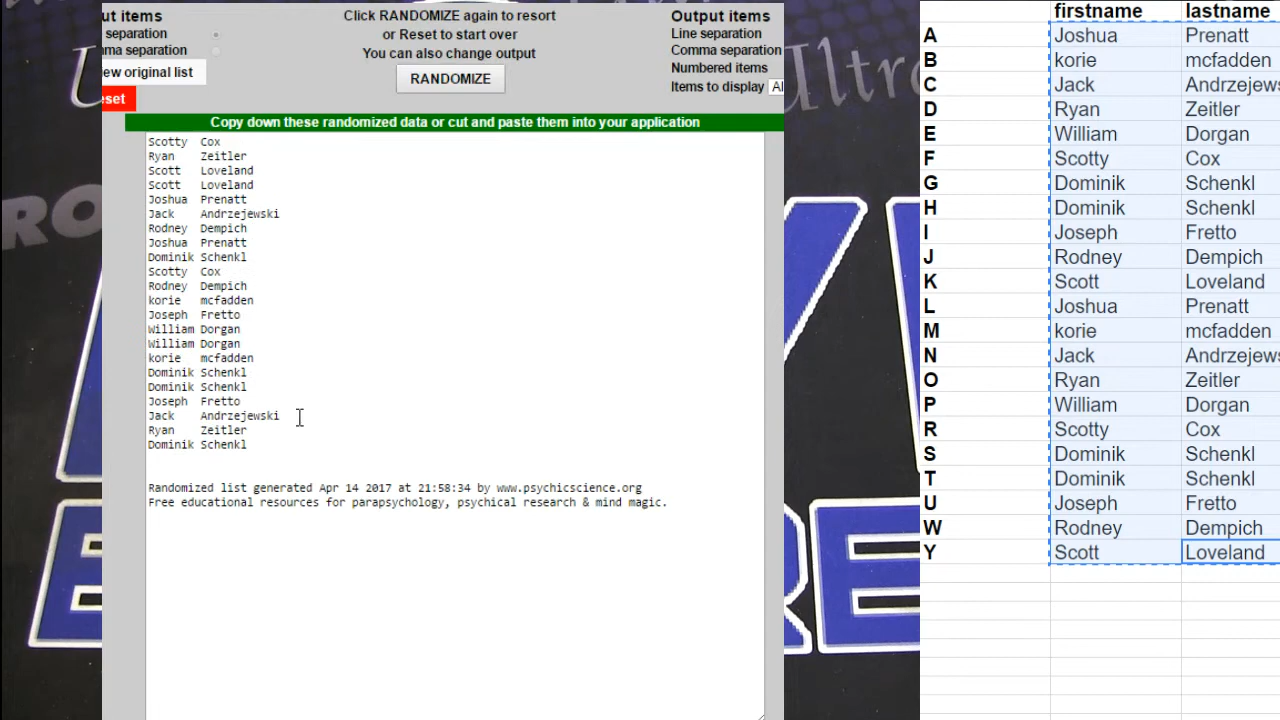 ut items
separation
mma separation
ew original list
eset
Click RANDOMIZE again to resort
or Reset to start over
You can also change output
RANDOMIZE
Output items
Line separation
Comma separation
Numbered items
Items to display Al
Copy down these randomized data or cut and paste them into your application
Scotty Cox
Ryan Zeitler
Scott Loveland
Scott Loveland
Joshua Prenatt
Jack Andrzejewski
Rodney Dempich
Joshua Prenatt
Dominik Schenkl
Scotty Cox
Rodney Dempich
korie mcfadden
Joseph Fretto
William Dorgan
William Dorgan
korie mcfadden
Dominik Schenkl
Dominik Schenkl
Joseph Fretto
Jack Andrzejewski
Ryan Zeitler
Dominik Schenkl
Randomized list generated Apr 14 2017 at 21:58:34 by www.psychicscience.org
Free educational resources for parapsychology, psychical research & mind magic.
firstname lastname
A Joshua Prenatt
B korie mcfadden
C Jack Andrzejews
D Ryan Zeitler
E William Dorgan
F Scotty Cox
G Dominik Schenkl
H Dominik Schenkl
I Joseph Fretto
J Rodney Dempich
K Scott Loveland
L Joshua Prenatt
M korie mcfadden
N Jack Andrzejews
O Ryan Zeitler
P William Dorgan
R Scotty Cox
S Dominik Schenkl
T Dominik Schenkl
U Joseph Fretto
W Rodney Dempich
Y Scott Loveland